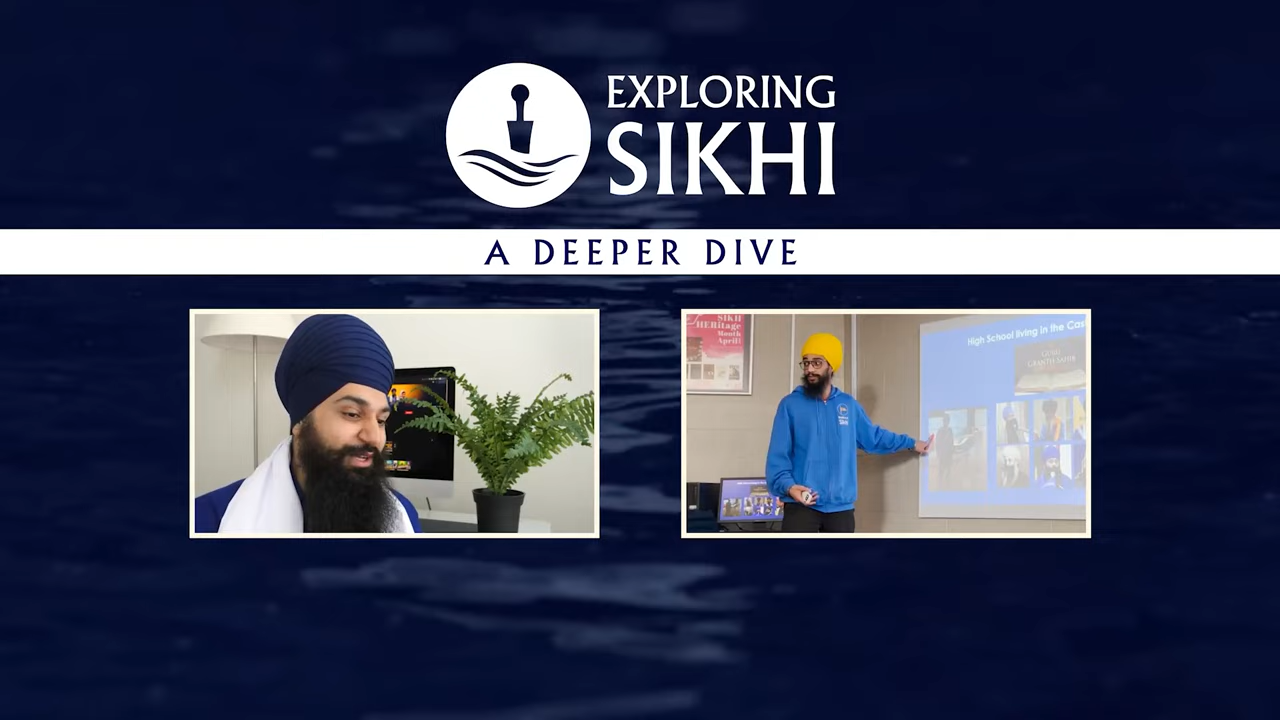 EXPLORING
SIKHI
A DEEPER DIVE
SIKH
HERitage
Month
April!
High School living in the Cas
GURU
GRANTH SAHIB